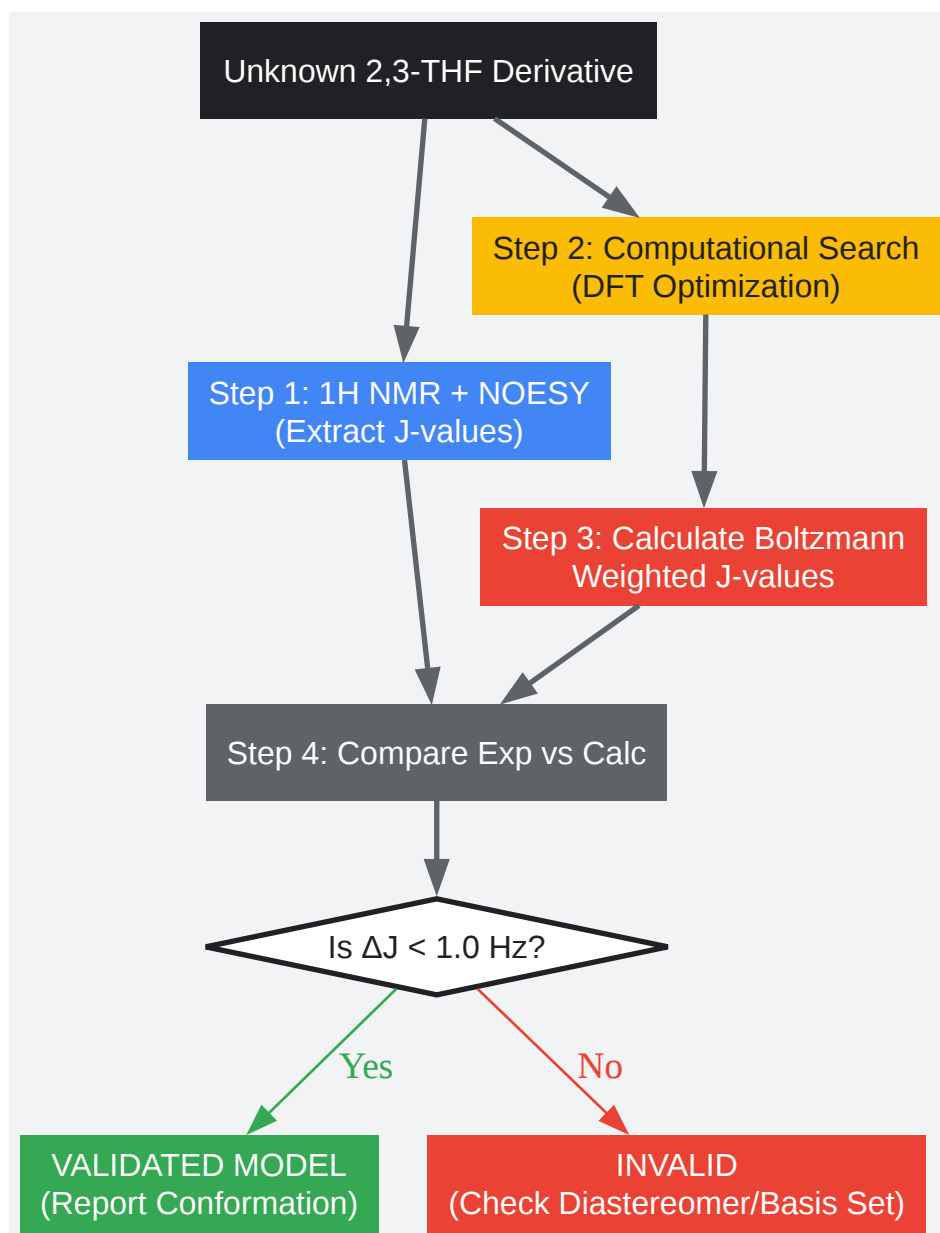 Unknown 2,3-THF Derivative
Step 2: Computational Search
(DFT Optimization)
Step 1: 1H NMR + NOESY
(Extract J-values)
Step 3: Calculate Boltzmann
Weighted J-values
Step 4: Compare Exp vs Calc
Is ΔJ < 1.0 Hz?
Yes
No
VALIDATED MODEL
(Report Conformation)
INVALID
(Check Diastereomer/Basis Set)